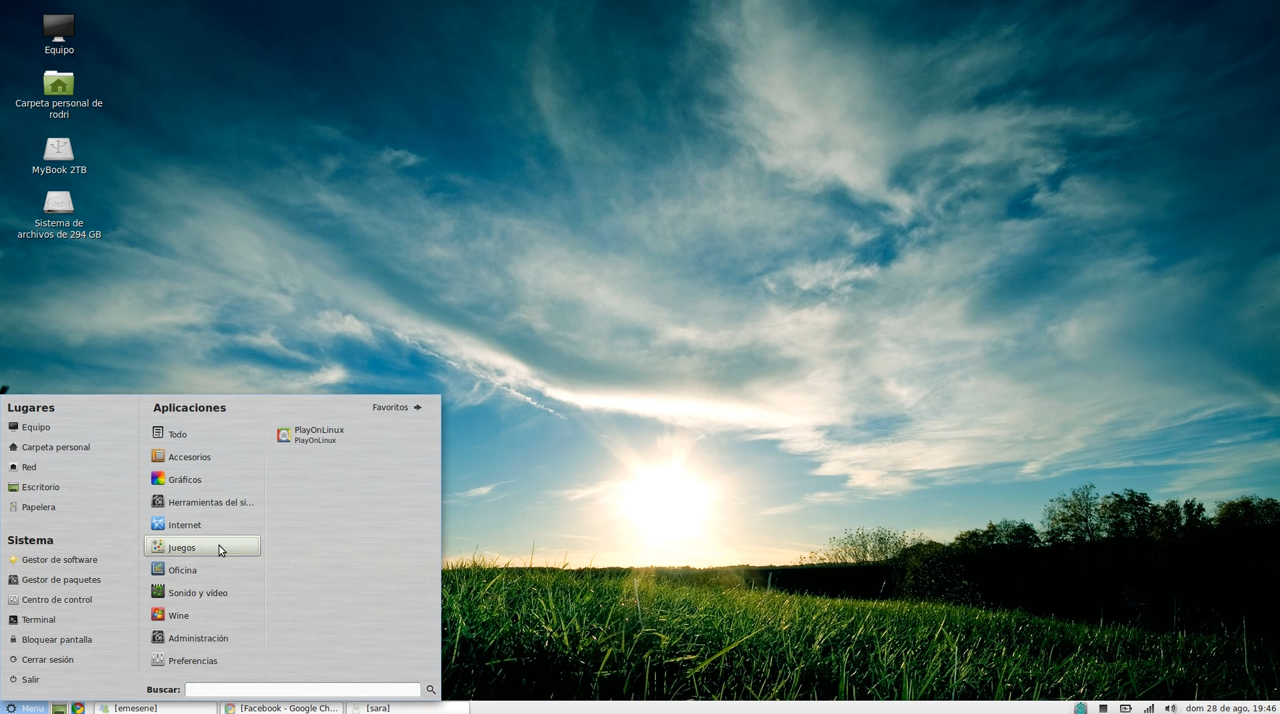 Equipo
Carpeta personal de
rodri
MyBook 2TB
Sistema de
archivos de 294 GB
Lugares
Equipo
Carpeta personal
Red
Escritorio
Papelera
Sistema
Gestor de software
Gestor de paquetes
Centro de control
Terminal
Bloquear pantalla
Cerrar sesión
Salir
Aplicaciones
Favoritos
Todo
Accesorios
Gráficos
Herramientas del si...
Internet
Juegos
Oficina
Sonido y vídeo
Wine
Administración
Preferencias
PlayOnLinux
PlayOnLinux
Buscar:
Menu
[emesene]
[Facebook - Google Ch...
[sara]
dom 28 de ago, 19:46